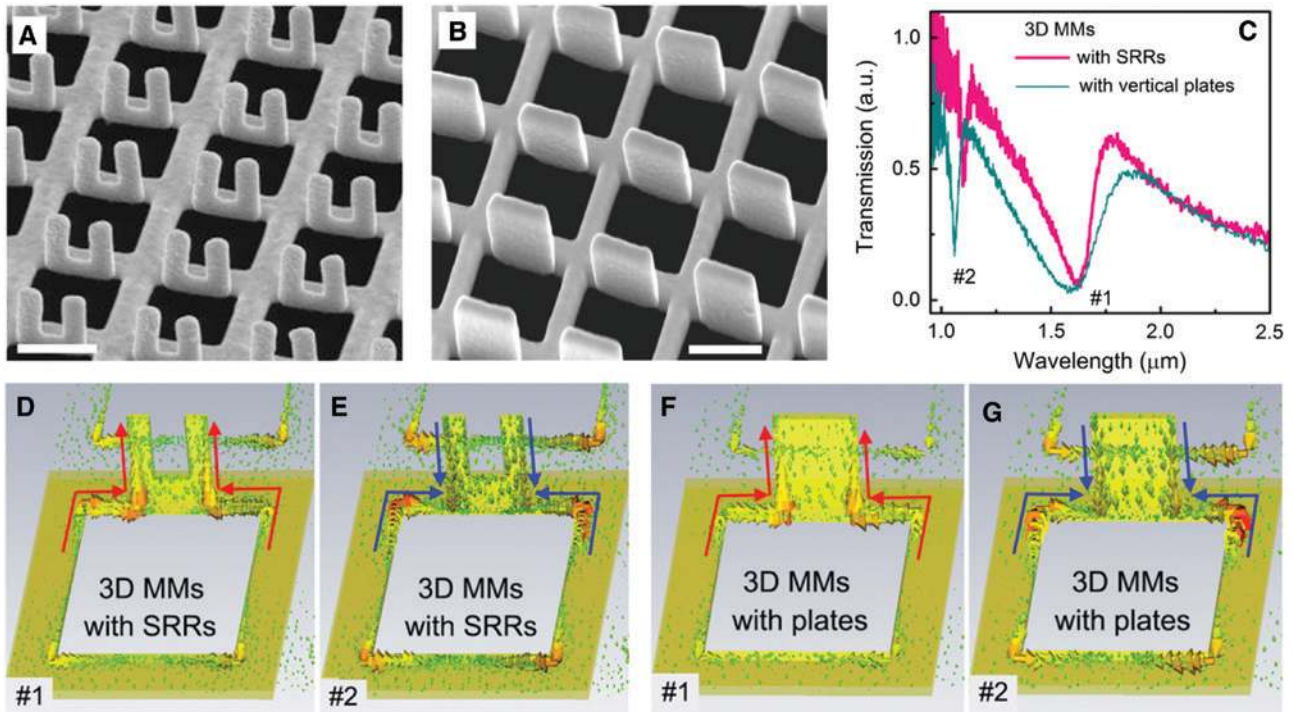 A
B
C
3D MMs
with SRRs
with vertical plates
1.0
0.5
0.0
Transmission (a.u.)
#2
#1
1.0
1.5
2.0
2.5
Wavelength (μm)
D
E
F
G
3D MMs
with SRRs
3D MMs
with SRRs
3D MMs
with plates
3D MMs
with plates
#1
#2
#1
#2